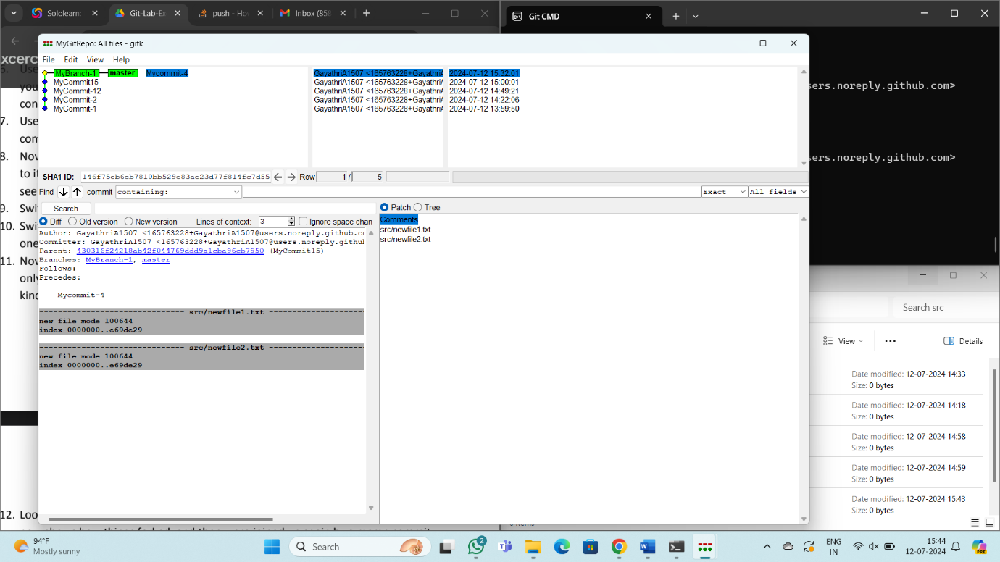 Sololearn:
Git-Lab-Ex
push - Hov
Inbox (858
Git CMD
MyGitRepo: All files - gitk
File Edit View Help
xcerc
MyBranch-1 master Mycommit-4
MyCommit15
MyCommit-12
MyCommit-2
MyCommit-1
GayathriA1507 <165763228+GayathriA 2024-07-12 15:32:01
GayathriA1507 <165763228+GayathriA 2024-07-12 15:00:01
GayathriA1507 <165763228+GayathriA 2024-07-12 14:49:21
GayathriA1507 <165763228+GayathriA 2024-07-12 14:22:06
GayathriA1507 <165763228+GayathriA 2024-07-12 13:59:50
sers.noreply.github.com>
sers.noreply.github.com>
6. Use
you
con
7. Use
com
8. Nov
to it
see
9. Swi
10. Swi
one
11. Nov
only
kind
12. Loo
SHA1 ID: 146f75eb6eb7810bb529e83ae23d77f814fc7d55 Row 1 / 5
Find commit containing: Exact All fields
Search
Diff Old version New version Lines of context: 3 Ignore space chan
Patch Tree
Comments
src/newfile1.txt
src/newfile2.txt
Author: GayathriA1507 <165763228+GayathriA1507@users.noreply.github.co
Committer: GayathriA1507 <165763228+GayathriA1507@users.noreply.github
Parent: 430316f24218ab42f044769ddd9a1cba96cb7950 (MyCommit15)
Branches: MyBranch-1, master
Follows:
Precedes:
Mycommit-4
------------------------------- src/newfile1.txt -------------------------------
new file mode 100644
index 0000000..e69de29
------------------------------- src/newfile2.txt -------------------------------
new file mode 100644
index 0000000..e69de29
Search src
View Details
Date modified: 12-07-2024 14:33
Size: 0 bytes
Date modified: 12-07-2024 14:18
Size: 0 bytes
Date modified: 12-07-2024 14:58
Size: 0 bytes
Date modified: 12-07-2024 14:59
Size: 0 bytes
Date modified: 12-07-2024 15:43
Size: 0 bytes
94°F
Mostly sunny
Search
2
PRE
ENG
IN
15:44
12-07-2024